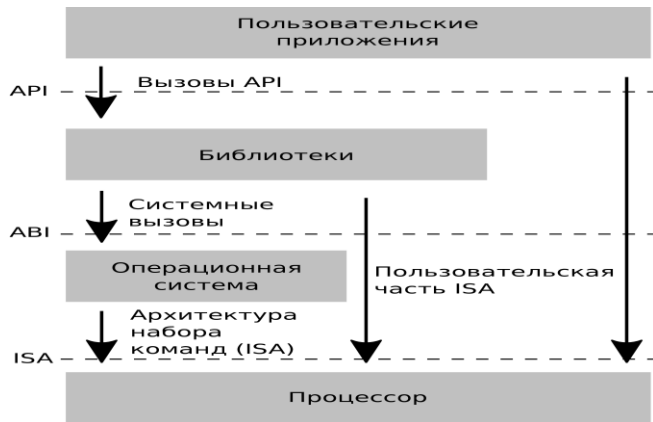 Пользовательские
приложения
Вызовы API
API
Библиотеки
Системные
вызовы
ABI
Операционная
система
Пользовательская
часть ISA
Архитектура
набора
команд (ISA)
ISA
Процессор